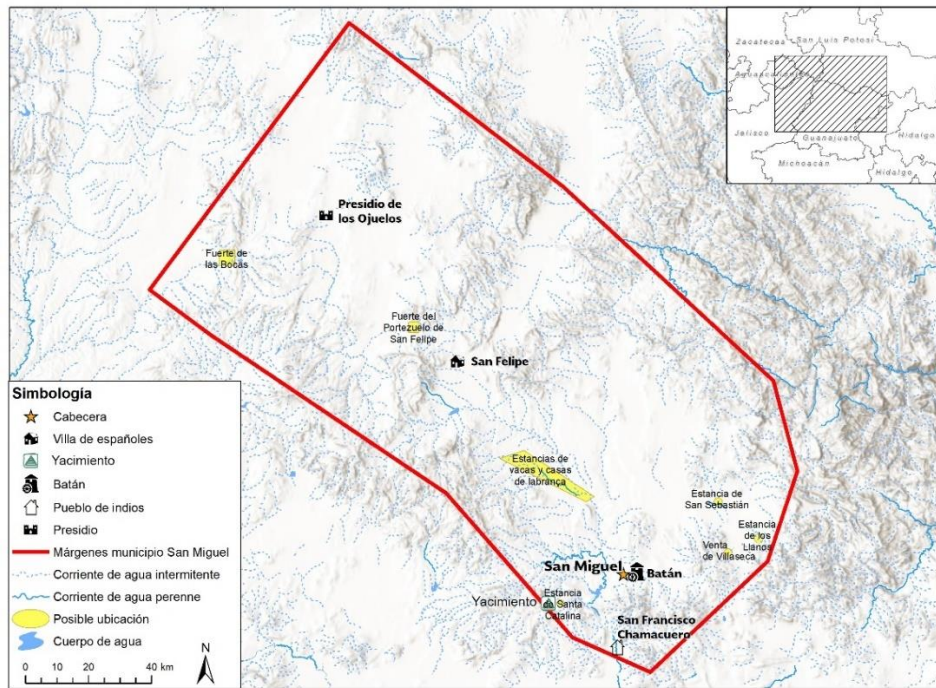 Zacatecas
San Luis Potosí
Aguascalientes
Jalisco
Guanajuato
Hidalgo
Michoacán
Hidalgo
Presidio de
los Ojuelos
Fuerte de
las Bocas
Fuerte del
Portezuelo de
San Felipe
San Felipe
Estancias de
vacas y casas
de labrança
Estancia de
San Sebastián
Estancia
de los
Llanos
Venta
de Villaseca
San Miguel
Batán
Yacimiento
Estancia
de Santa
Catalina
San Francisco
Chamacuero
Simbología
Cabecera
Villa de españoles
Yacimiento
Batán
Pueblo de indios
Presidio
Márgenes municipio San Miguel
Corriente de agua intermitente
Corriente de agua perenne
Posible ubicación
Cuerpo de agua
0 10 20 40 km
N